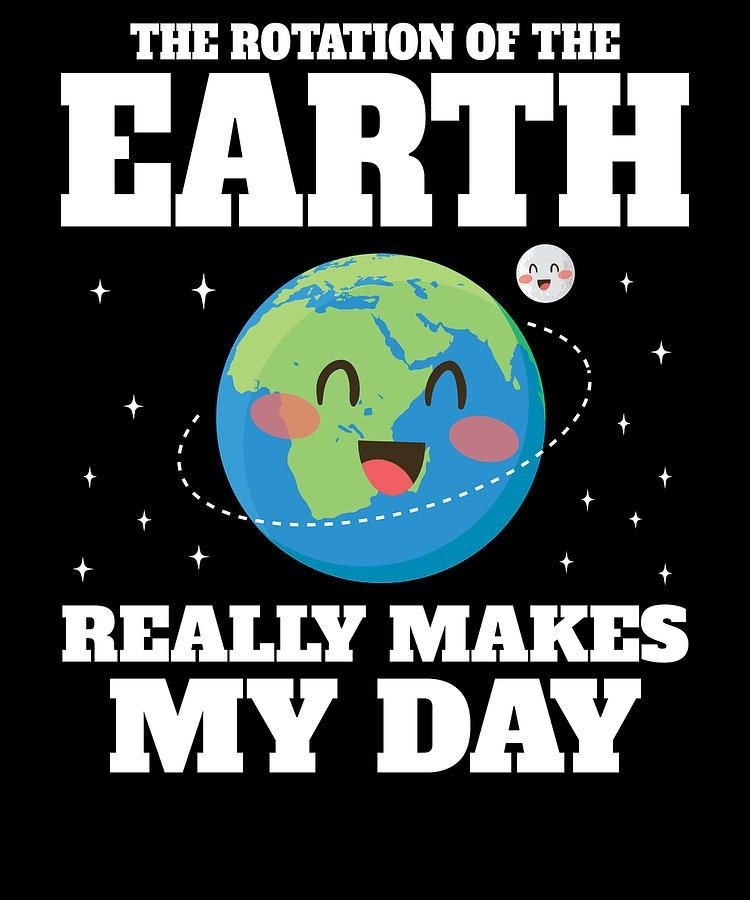 THE ROTATION OF THE
EARTH
REALLY MAKES
MY DAY